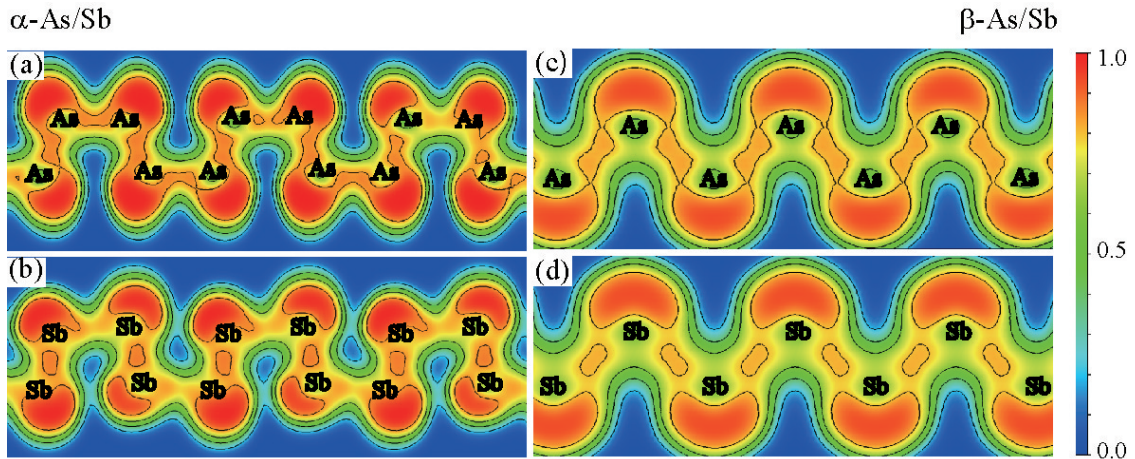 α-As/Sb
β-As/Sb
(a)
As As As As As As
As As As As As As
(c)
As As As
As As As As
(b)
Sb Sb Sb Sb Sb Sb
Sb Sb Sb Sb Sb Sb
(d)
Sb Sb Sb
Sb Sb Sb Sb
1.0
0.5
0.0